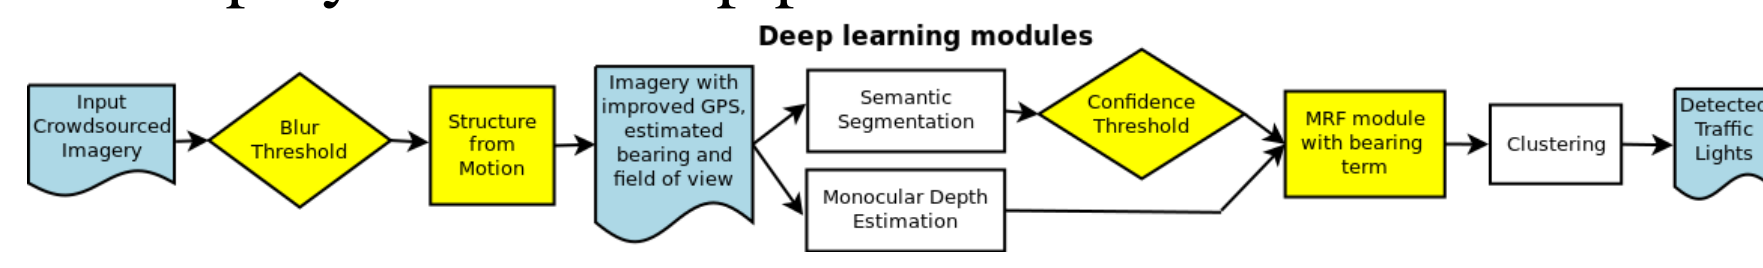 Deep learning modules
Input
Crowdsourced
Imagery
Blur
Threshold
Structure
from
Motion
Imagery with
improved GPS,
estimated
bearing and
field of view
Semantic
Segmentation
Monocular Depth
Estimation
Confidence
Threshold
MRF module
with bearing
term
Clustering
Detected
Traffic
Lights